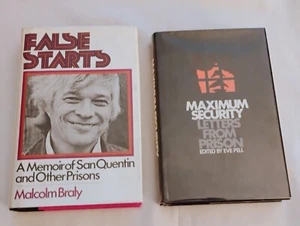 FALSE
STARTS
A Memoir of San Quentin
and Other Prisons
Malcolm Braly
MAXIMUM
SECURITY
LETTERS
FROM
PRISON
EDITED BY EVE PELL